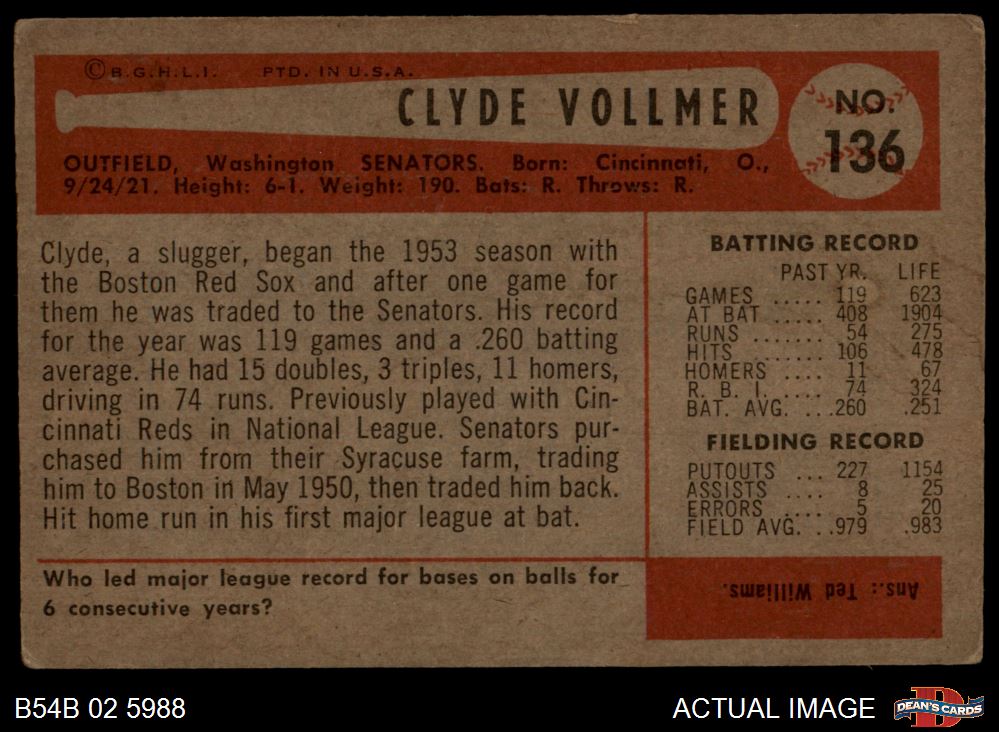 © B.G.H.L.I. PTD. IN U.S.A.
CLYDE VOLLMER
NO.
136
OUTFIELD, Washington SENATORS. Born: Cincinnati, O.,
9/24/21. Height: 6-1. Weight: 190. Bats: R. Throws: R.
Clyde, a slugger, began the 1953 season with
the Boston Red Sox and after one game for
them he was traded to the Senators. His record
for the year was 119 games and a .260 batting
average. He had 15 doubles, 3 triples, 11 homers,
driving in 74 runs. Previously played with Cin-
cinnati Reds in National League. Senators pur-
chased him from their Syracuse farm, trading
him to Boston in May 1950, then traded him back.
Hit home run in his first major league at bat.
BATTING RECORD
PAST YR. LIFE
GAMES ..... 119 623
AT BAT ..... 408 1904
RUNS ...... 54 275
HITS ....... 106 478
HOMERS .... 11 67
R. B. I. ..... 74 324
BAT. AVG. ...260 .251
FIELDING RECORD
PUTOUTS ... 227 1154
ASSISTS .... 8 25
ERRORS .... 5 20
FIELD AVG. ..979 .983
Who led major league record for bases on balls for
6 consecutive years?
Ans.: Ted Williams.
B54B 02 5988
ACTUAL IMAGE
DEAN'S CARDS